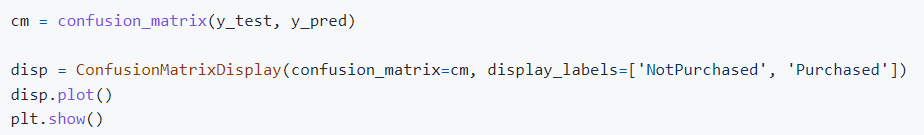 cm = confusion_matrix(y_test, y_pred)
disp = ConfusionMatrixDisplay(confusion_matrix=cm, display_labels=['NotPurchased', 'Purchased'])
disp.plot()
plt.show()